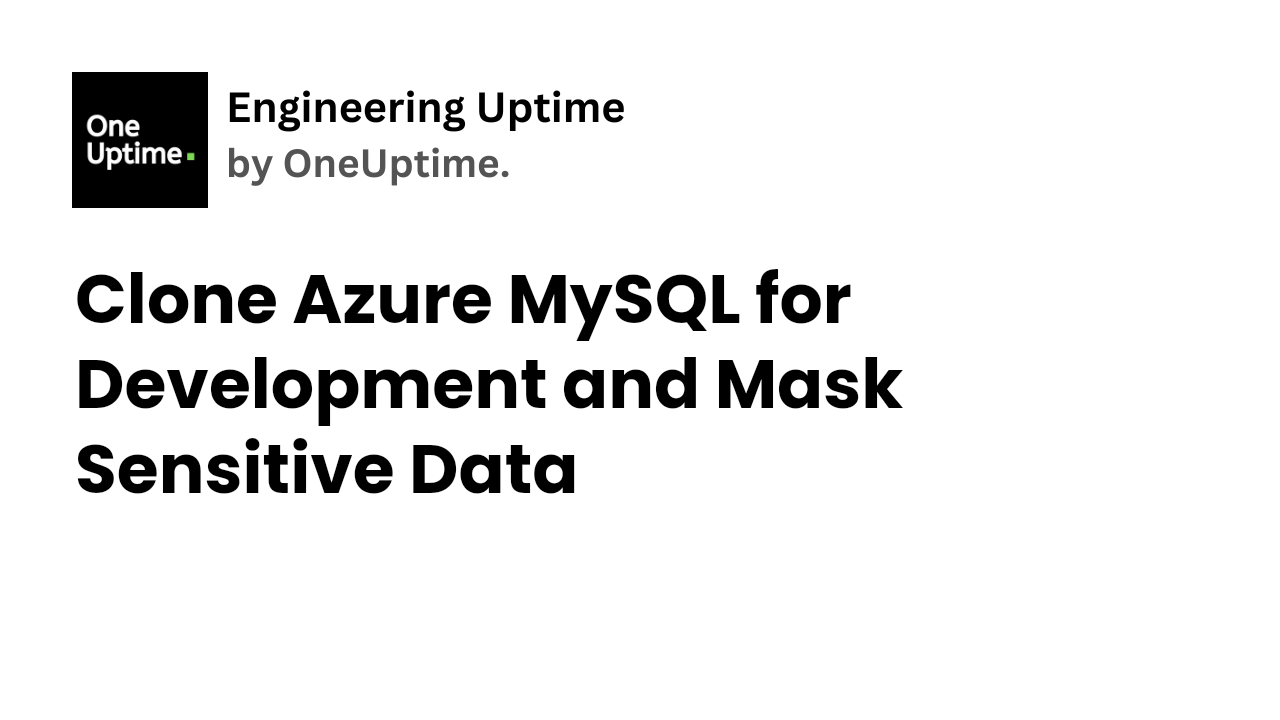 One
Uptime.
Engineering Uptime
by OneUptime.
Clone Azure MySQL for
Development and Mask
Sensitive Data